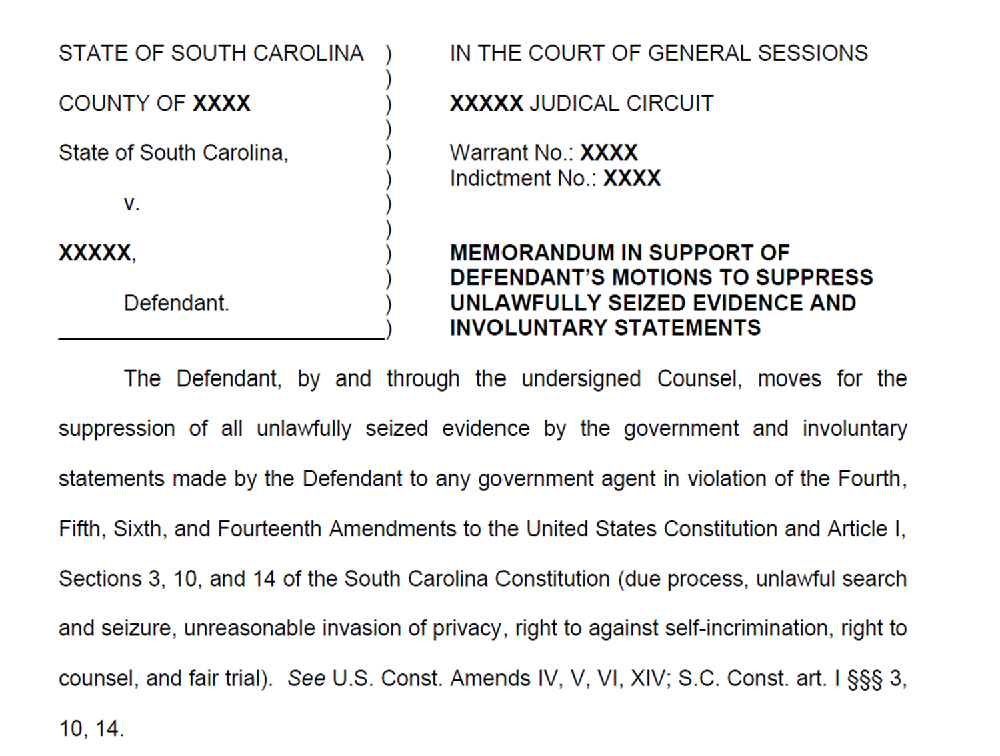 STATE OF SOUTH CAROLINA ) IN THE COURT OF GENERAL SESSIONS
)
COUNTY OF XXXX ) XXXXX JUDICAL CIRCUIT
)
State of South Carolina, ) Warrant No.: XXXX
) Indictment No.: XXXX
v. )
)
XXXXX, ) MEMORANDUM IN SUPPORT OF
) DEFENDANT’S MOTIONS TO SUPPRESS
Defendant. ) UNLAWFULLY SEIZED EVIDENCE AND
) INVOLUNTARY STATEMENTS
The Defendant, by and through the undersigned Counsel, moves for the
suppression of all unlawfully seized evidence by the government and involuntary
statements made by the Defendant to any government agent in violation of the Fourth,
Fifth, Sixth, and Fourteenth Amendments to the United States Constitution and Article I,
Sections 3, 10, and 14 of the South Carolina Constitution (due process, unlawful search
and seizure, unreasonable invasion of privacy, right to against self-incrimination, right to
counsel, and fair trial). See U.S. Const. Amends IV, V, VI, XIV; S.C. Const. art. I §§§ 3,
10, 14.